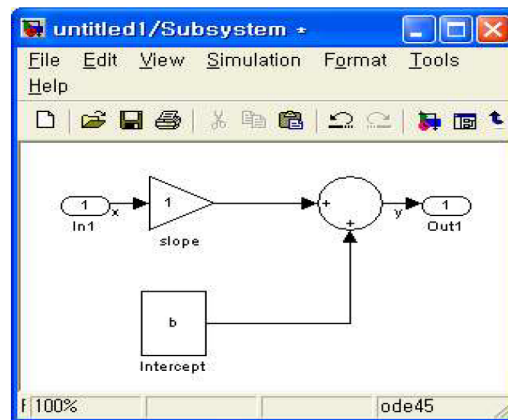 untitled1/Subsystem *
File Edit View Simulation Format Tools
Help
1
x
In1
1
slope
+
+
y
1
Out1
b
Intercept
F 100%
ode45